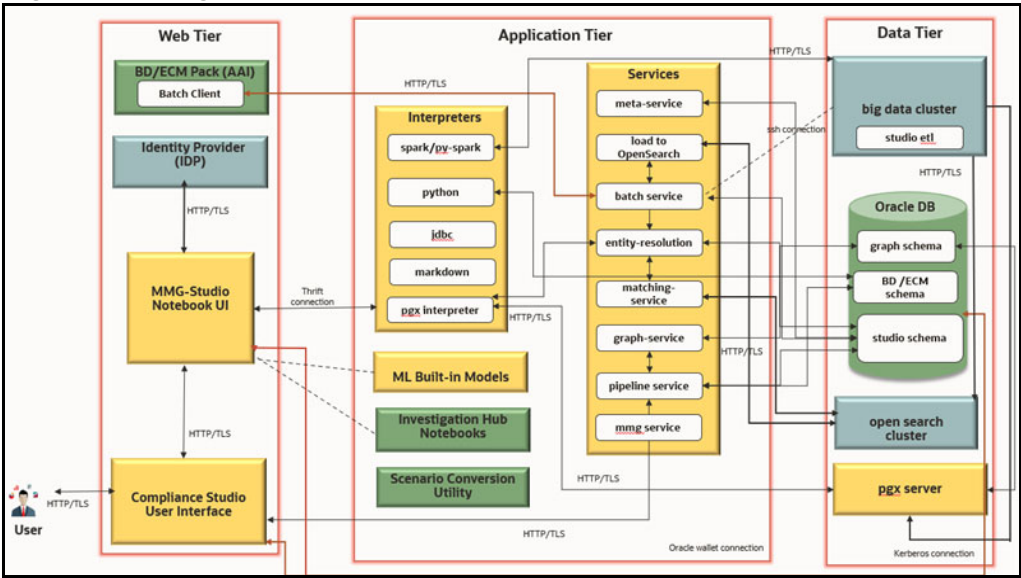 Web Tier
BD/ECM Pack (AAI)
Batch Client
Identity Provider
(IDP)
HTTP/TLS
MMG-Studio
Notebook UI
HTTP/TLS
Compliance Studio
User Interface
User
HTTP/TLS
Application Tier
HTTP/TLS
HTTP/TLS
Thrift
connection
Interpreters
spark/py-spark
python
jdbc
markdown
pgx interpreter
HTTP/TLS
ML Built-in Models
Investigation Hub
Notebooks
Scenario Conversion
Utility
Services
meta-service
load to
OpenSearch
batch service
entity-resolution
matching-
service
graph-service
pipeline service
mmg service
HTTP/TLS
HTTP/TLS
HTTP/TLS
Oracle wallet connection
ssh connection
Data Tier
big data cluster
studio etl
HTTP/TLS
Oracle DB
graph schema
BD /ECM
schema
studio schema
open search
cluster
pgx server
Kerberos connection